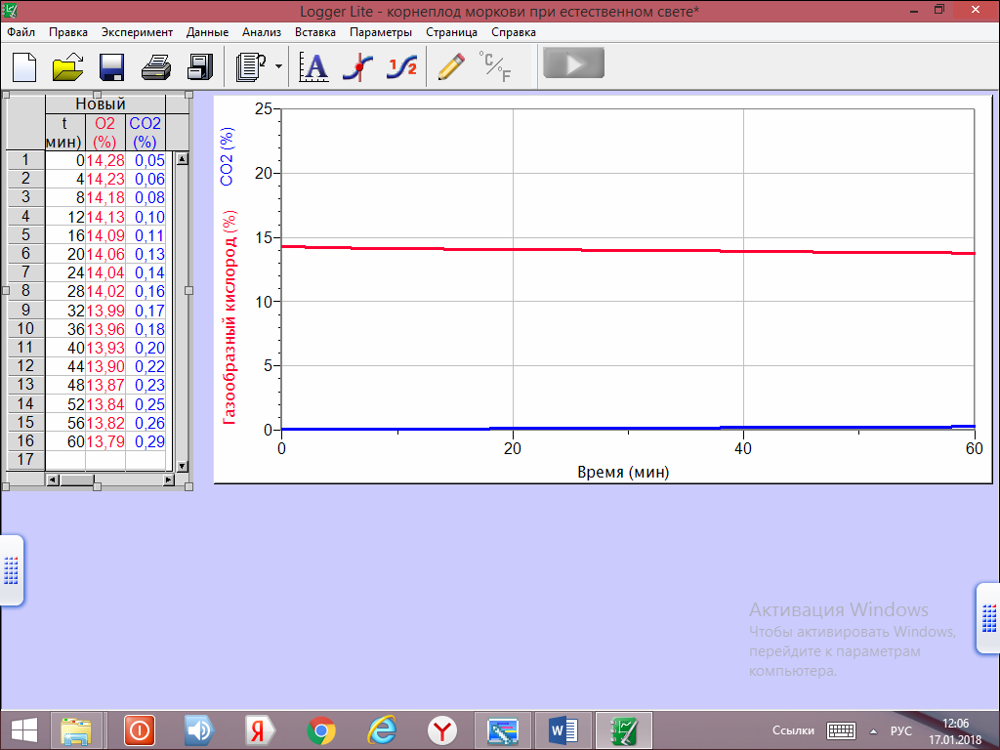 Logger Lite - корнеплод моркови при естественном свете*
Файл Правка Эксперимент Данные Анализ Вставка Параметры Страница Справка
A 1/2 °C/F
Новый
t O2 CO2
мин) (%) (%)
1 0 14,28 0,05
2 4 14,23 0,06
3 8 14,18 0,08
4 12 14,13 0,10
5 16 14,09 0,11
6 20 14,06 0,13
7 24 14,04 0,14
8 28 14,02 0,16
9 32 13,99 0,17
10 36 13,96 0,18
11 40 13,93 0,20
12 44 13,90 0,22
13 48 13,87 0,23
14 52 13,84 0,25
15 56 13,82 0,26
16 60 13,79 0,29
17
CO2 (%)
Газообразный кислород (%)
25
20
15
10
5
0
0 20 40 60
Время (мин)
Активация Windows
Чтобы активировать Windows,
перейдите к параметрам
компьютера.
Я Y W
Ссылки РУС 12:06
17.01.2018